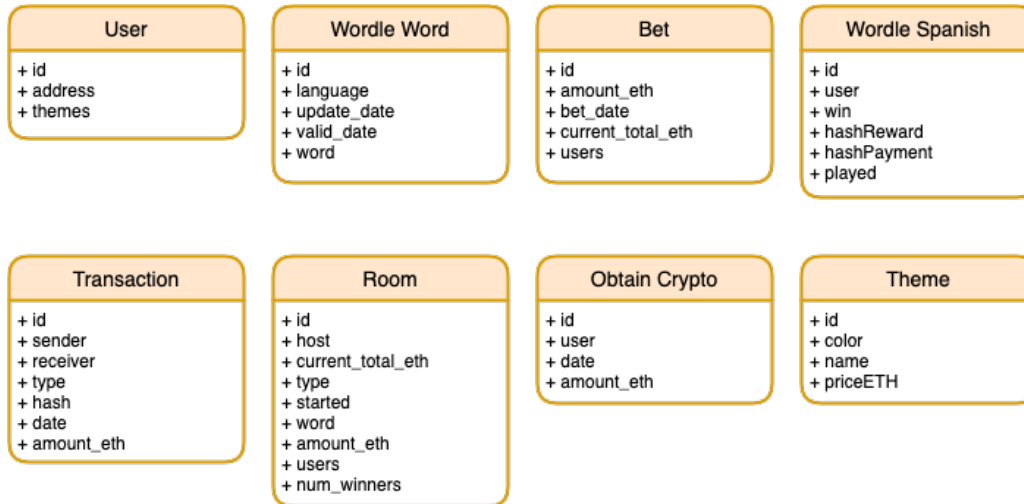 User
+ id
+ address
+ themes
Wordle Word
+ id
+ language
+ update_date
+ valid_date
+ word
Bet
+ id
+ amount_eth
+ bet_date
+ current_total_eth
+ users
Wordle Spanish
+ id
+ user
+ win
+ hashReward
+ hashPayment
+ played
Transaction
+ id
+ sender
+ receiver
+ type
+ hash
+ date
+ amount_eth
Room
+ id
+ host
+ current_total_eth
+ type
+ started
+ word
+ amount_eth
+ users
+ num_winners
Obtain Crypto
+ id
+ user
+ date
+ amount_eth
Theme
+ id
+ color
+ name
+ priceETH